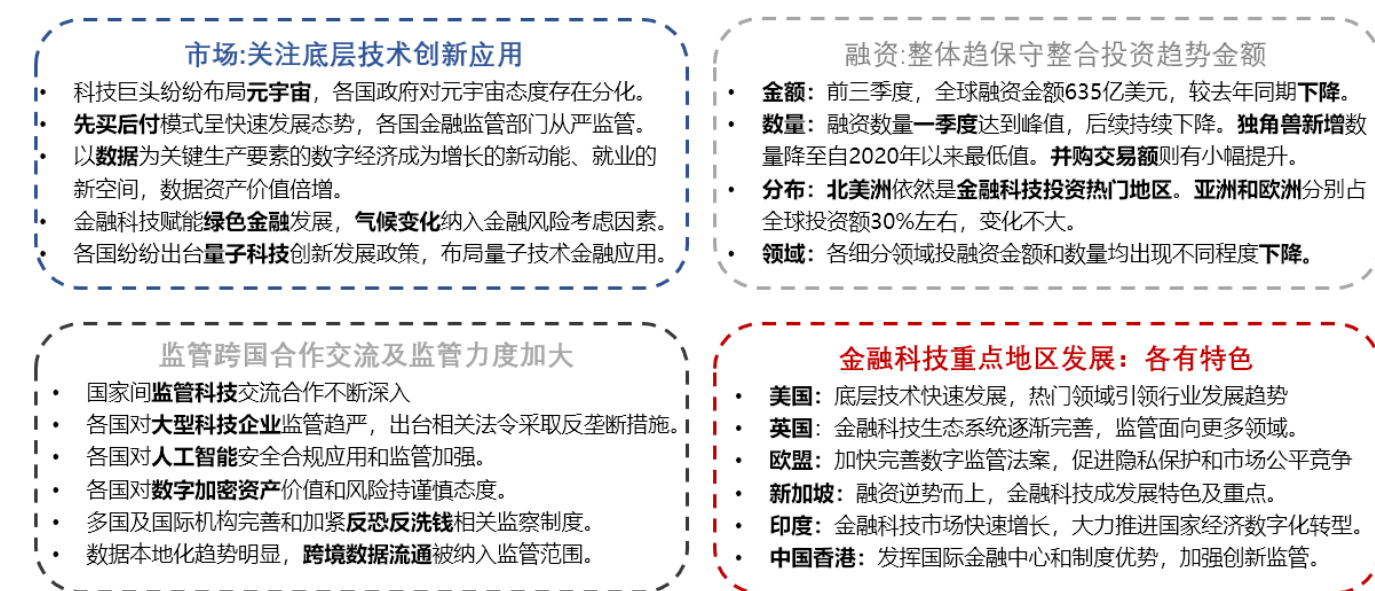 市场:关注底层技术创新应用
• 科技巨头纷纷布局元宇宙，各国政府对元宇宙态度存在分化。
• 先买后付模式呈快速发展态势，各国金融监管部门从严监管。
• 以数据为关键生产要素的数字经济成为增长的新动能、就业的
新空间，数据资产价值倍增。
• 金融科技赋能绿色金融发展，气候变化纳入金融风险考虑因素。
• 各国纷纷出台量子科技创新发展政策，布局量子技术金融应用。
融资:整体趋保守整合投资趋势金额
• 金额：前三季度，全球融资金额635亿美元，较去年同期下降。
• 数量：融资数量一季度达到峰值，后续持续下降。独角兽新增数
量降至自2020年以来最低值。并购交易额则有小幅提升。
• 分布：北美洲依然是金融科技投资热门地区。亚洲和欧洲分别占
全球投资额30%左右，变化不大。
• 领域：各细分领域投融资金额和数量均出现不同程度下降。
监管跨国合作交流及监管力度加大
• 国家间监管科技交流合作不断深入
• 各国对大型科技企业监管趋严，出台相关法令采取反垄断措施。
• 各国对人工智能安全合规应用和监管加强。
• 各国对数字加密资产价值和风险持谨慎态度。
• 多国及国际机构完善和加紧反恐反洗钱相关监察制度。
• 数据本地化趋势明显，跨境数据流通被纳入监管范围。
金融科技重点地区发展：各有特色
• 美国：底层技术快速发展，热门领域引领行业发展趋势
• 英国：金融科技生态系统逐渐完善，监管面向更多领域。
• 欧盟：加快完善数字监管法案，促进隐私保护和市场公平竞争
• 新加坡：融资逆势而上，金融科技成发展特色及重点。
• 印度：金融科技市场快速增长，大力推进国家经济数字化转型。
• 中国香港：发挥国际金融中心和制度优势，加强创新监管。